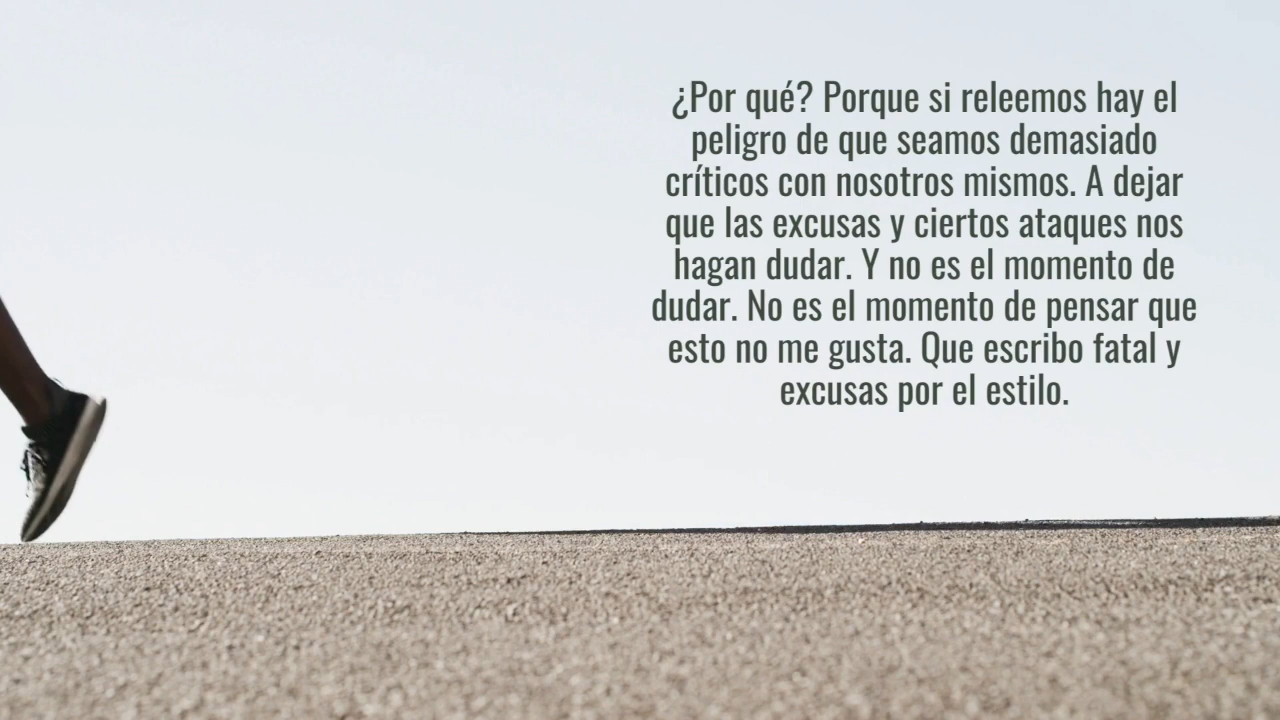 ¿Por qué? Porque si releemos hay el
peligro de que seamos demasiado
críticos con nosotros mismos. A dejar
que las excusas y ciertos ataques nos
hagan dudar. Y no es el momento de
dudar. No es el momento de pensar que
esto no me gusta. Que escribo fatal y
excusas por el estilo.